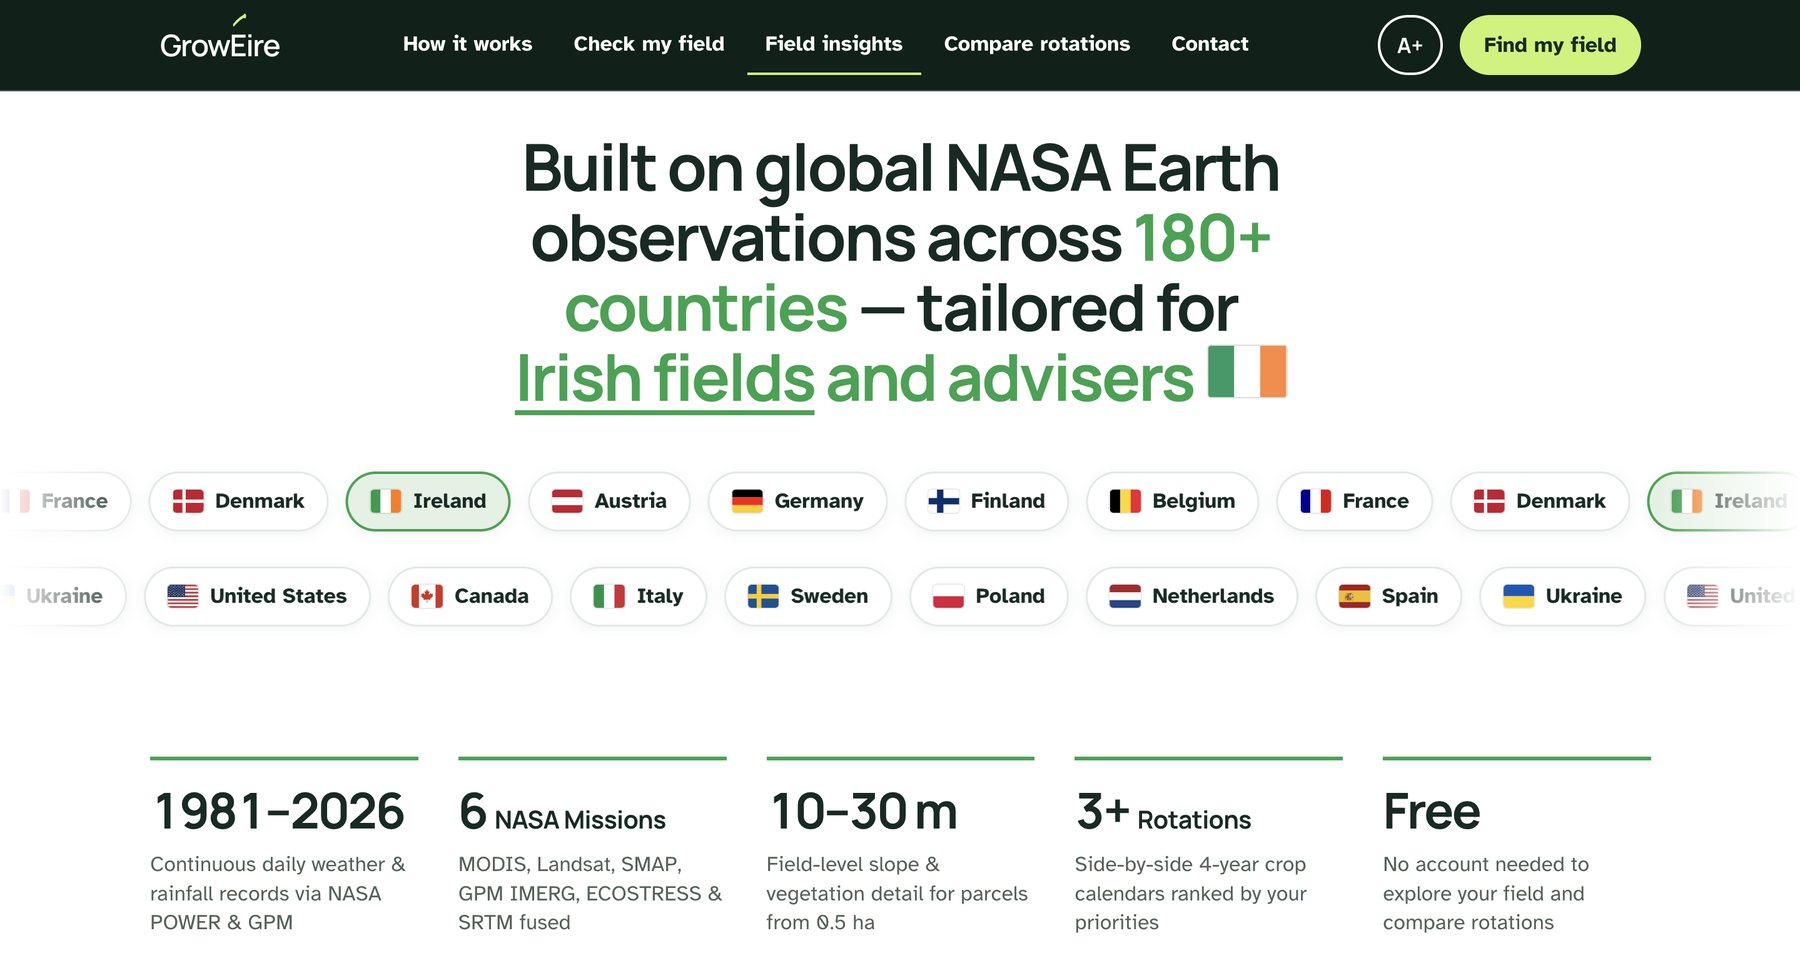 GrowÉire
How it works
Check my field
Field insights
Compare rotations
Contact
A+
Find my field
Built on global NASA Earth
observations across 180+
countries — tailored for
Irish fields and advisers
France
Denmark
Ireland
Austria
Germany
Finland
Belgium
France
Denmark
Ireland
Ukraine
United States
Canada
Italy
Sweden
Poland
Netherlands
Spain
Ukraine
United
1981–2026
Continuous daily weather &
rainfall records via NASA
POWER & GPM
6 NASA Missions
MODIS, Landsat, SMAP,
GPM IMERG, ECOSTRESS &
SRTM fused
10–30 m
Field-level slope &
vegetation detail for parcels
from 0.5 ha
3+ Rotations
Side-by-side 4-year crop
calendars ranked by your
priorities
Free
No account needed to
explore your field and
compare rotations